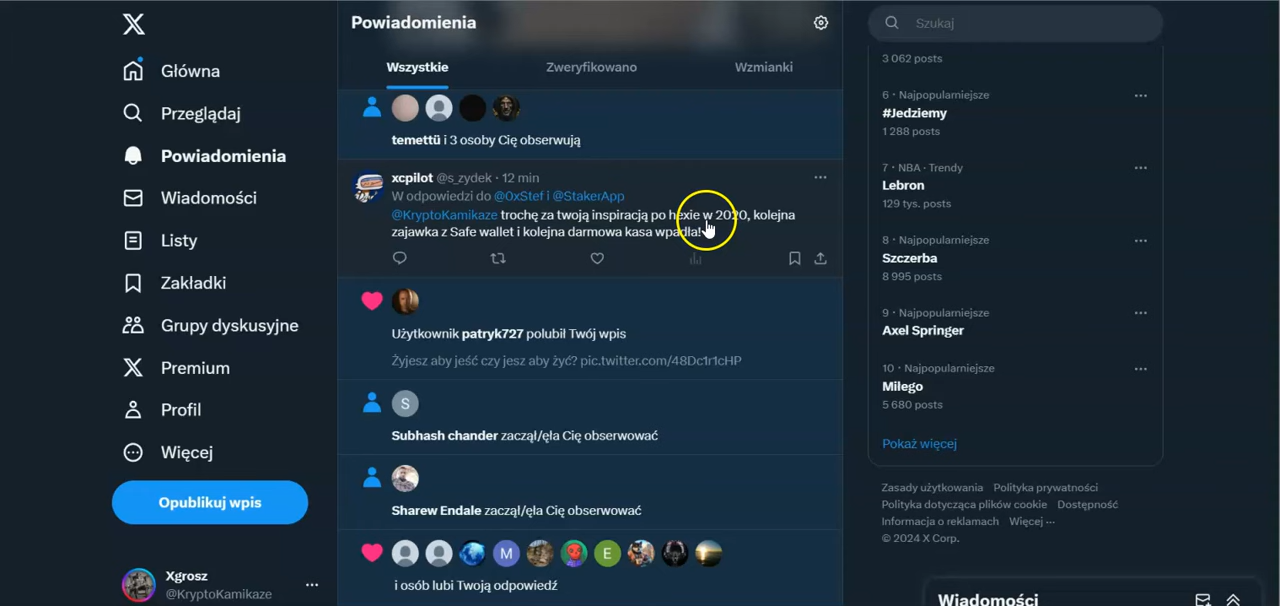 Powiadomienia
Szukaj
Główna
Przeglądaj
Powiadomienia
Wiadomości
Listy
Zakładki
Grupy dyskusyjne
Premium
Profil
Więcej
Opublikuj wpis
Xgrosz
@KryptoKamikaze
Wszystkie
Zweryfikowano
Wzmianki
temettü i 3 osoby Cię obserwują
xcpilot @s_zydek · 12 min
W odpowiedzi do @0xStef i @StakerApp
@KryptoKamikaze trochę za twoją inspiracją po hexie w 2020, kolejna
zajawka z Safe wallet i kolejna darmowa kasa wpadła!
Użytkownik patryk727 polubił Twój wpis
Żyjesz aby jeść czy jesz aby żyć? pic.twitter.com/48Dc1r1cHP
S
Subhash chander zaczął/ęła Cię obserwować
Sharew Endale zaczął/ęła Cię obserwować
M
E
i osób lubi Twoją odpowiedź
3 062 posts
6 · Najpopularniejsze
#Jedziemy
1 288 posts
7 · NBA · Trendy
Lebron
129 tys. posts
8 · Najpopularniejsze
Szczerba
8 995 posts
9 · Najpopularniejsze
Axel Springer
10 · Najpopularniejsze
Milego
5 680 posts
Pokaż więcej
Zasady użytkowania Polityka prywatności
Polityka dotycząca plików cookie Dostępność
Informacja o reklamach Więcej ···
© 2024 X Corp.
Wiadomości